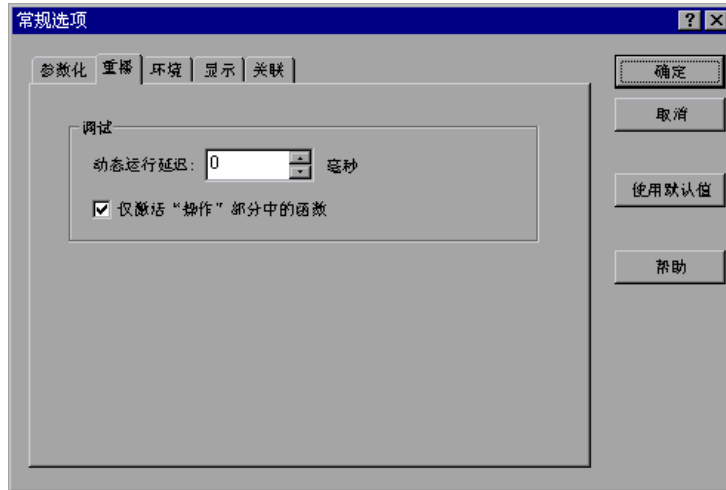 常规选项
参数化 重播 环境 显示 关联
确定
取消
使用默认值
帮助
调试
动态运行延迟: 0 毫秒
仅激活“操作”部分中的函数